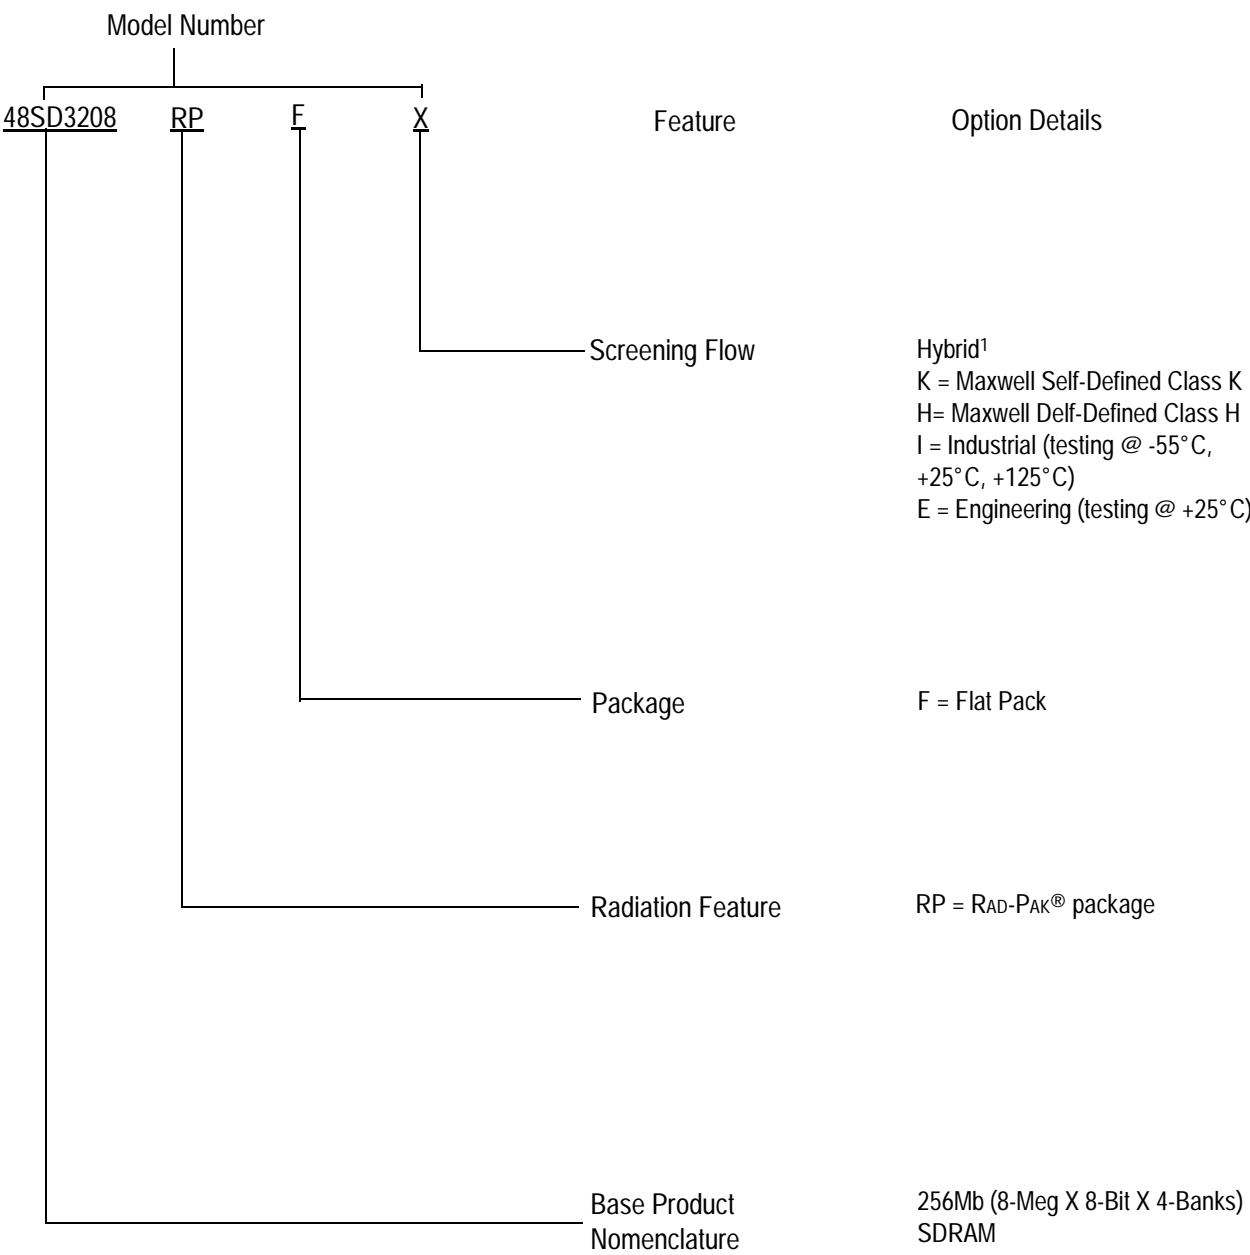 Model Number
48SD3208 RP F X Feature Option Details
Screening Flow Hybrid1
K = Maxwell Self-Defined Class K
H= Maxwell Delf-Defined Class H
I = Industrial (testing @ -55°C,
+25°C, +125°C)
E = Engineering (testing @ +25°C)
Package F = Flat Pack
Radiation Feature RP = RAD-PAK® package
Base Product 256Mb (8-Meg X 8-Bit X 4-Banks)
Nomenclature SDRAM